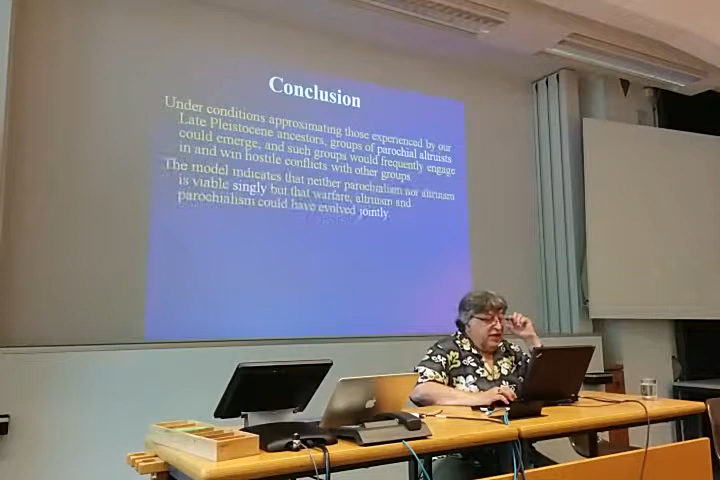 Conclusion
Under conditions approximating those experienced by our
Late Pleistocene ancestors, groups of parochial altruists
could emerge, and such groups would frequently engage
in and win hostile conflicts with other groups
The model indicates that neither parochialism nor altruism
is viable singly but that warfare, altruism and
parochialism could have evolved jointly.